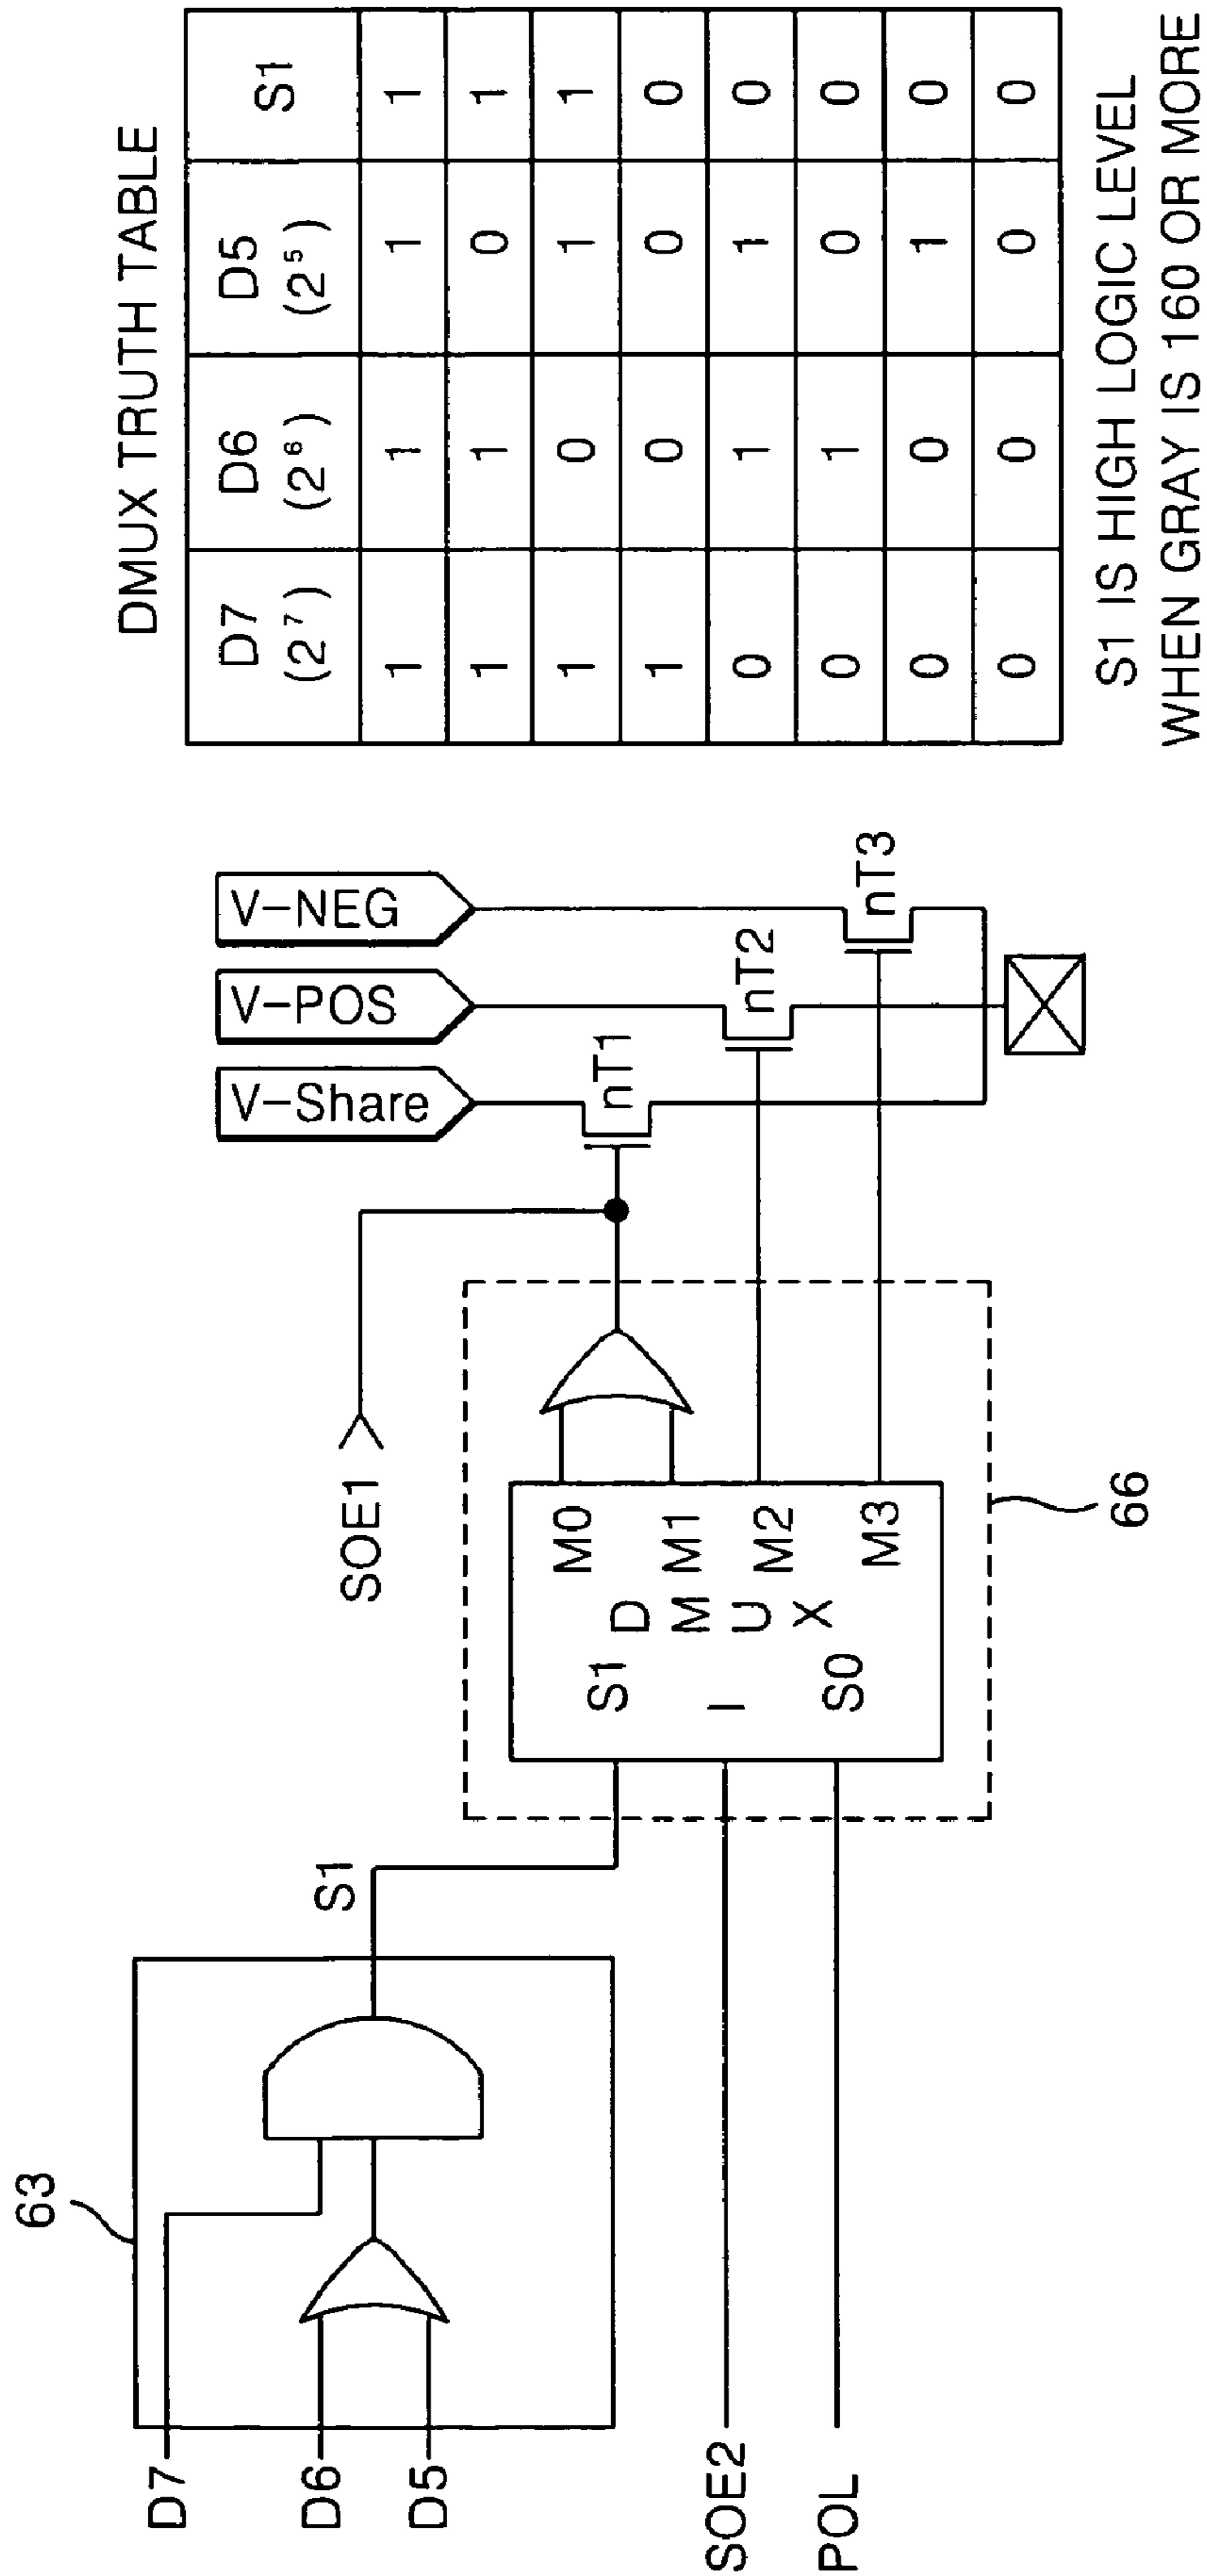 63
D7
D6
D5
S1
SOE2
POL
SOE1
S1
I
S0
D
M
U
X
M0
M1
M2
M3
66
V-Share
V-POS
V-NEG
nT1
nT2
nT3
DMUX TRUTH TABLE
D7 D6 D5 S1
(2⁷) (2⁶) (2⁵)
1 1 1 1
1 1 0 1
1 0 1 1
1 0 0 0
0 1 1 0
0 1 0 0
0 0 1 0
0 0 0 0
S1 IS HIGH LOGIC LEVEL
WHEN GRAY IS 160 OR MORE